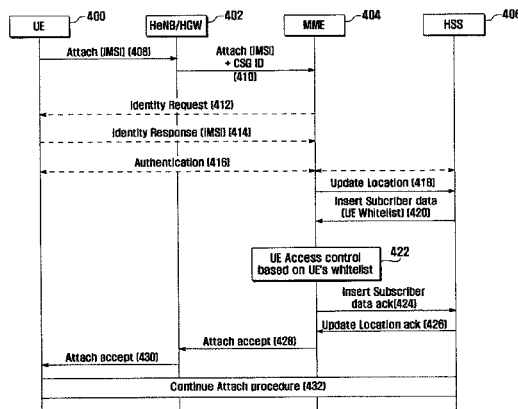 UE
400
HeNB/HGW
402
MME
404
HSS
406
Attach (IMSI) (408)
Attach (IMSI)
+ CSG ID
(410)
Identity Request (412)
Identity Response (IMSI) (414)
Authentication (416)
Update Location (418)
Insert Subcriber data
(UE Whitelist) (420)
UE Access control
based on UE's whitelist
422
Insert Subscriber
data ack(424)
Update Location ack (426)
Attach accept (428)
Attach accept (430)
Continue Attach procedure (432)